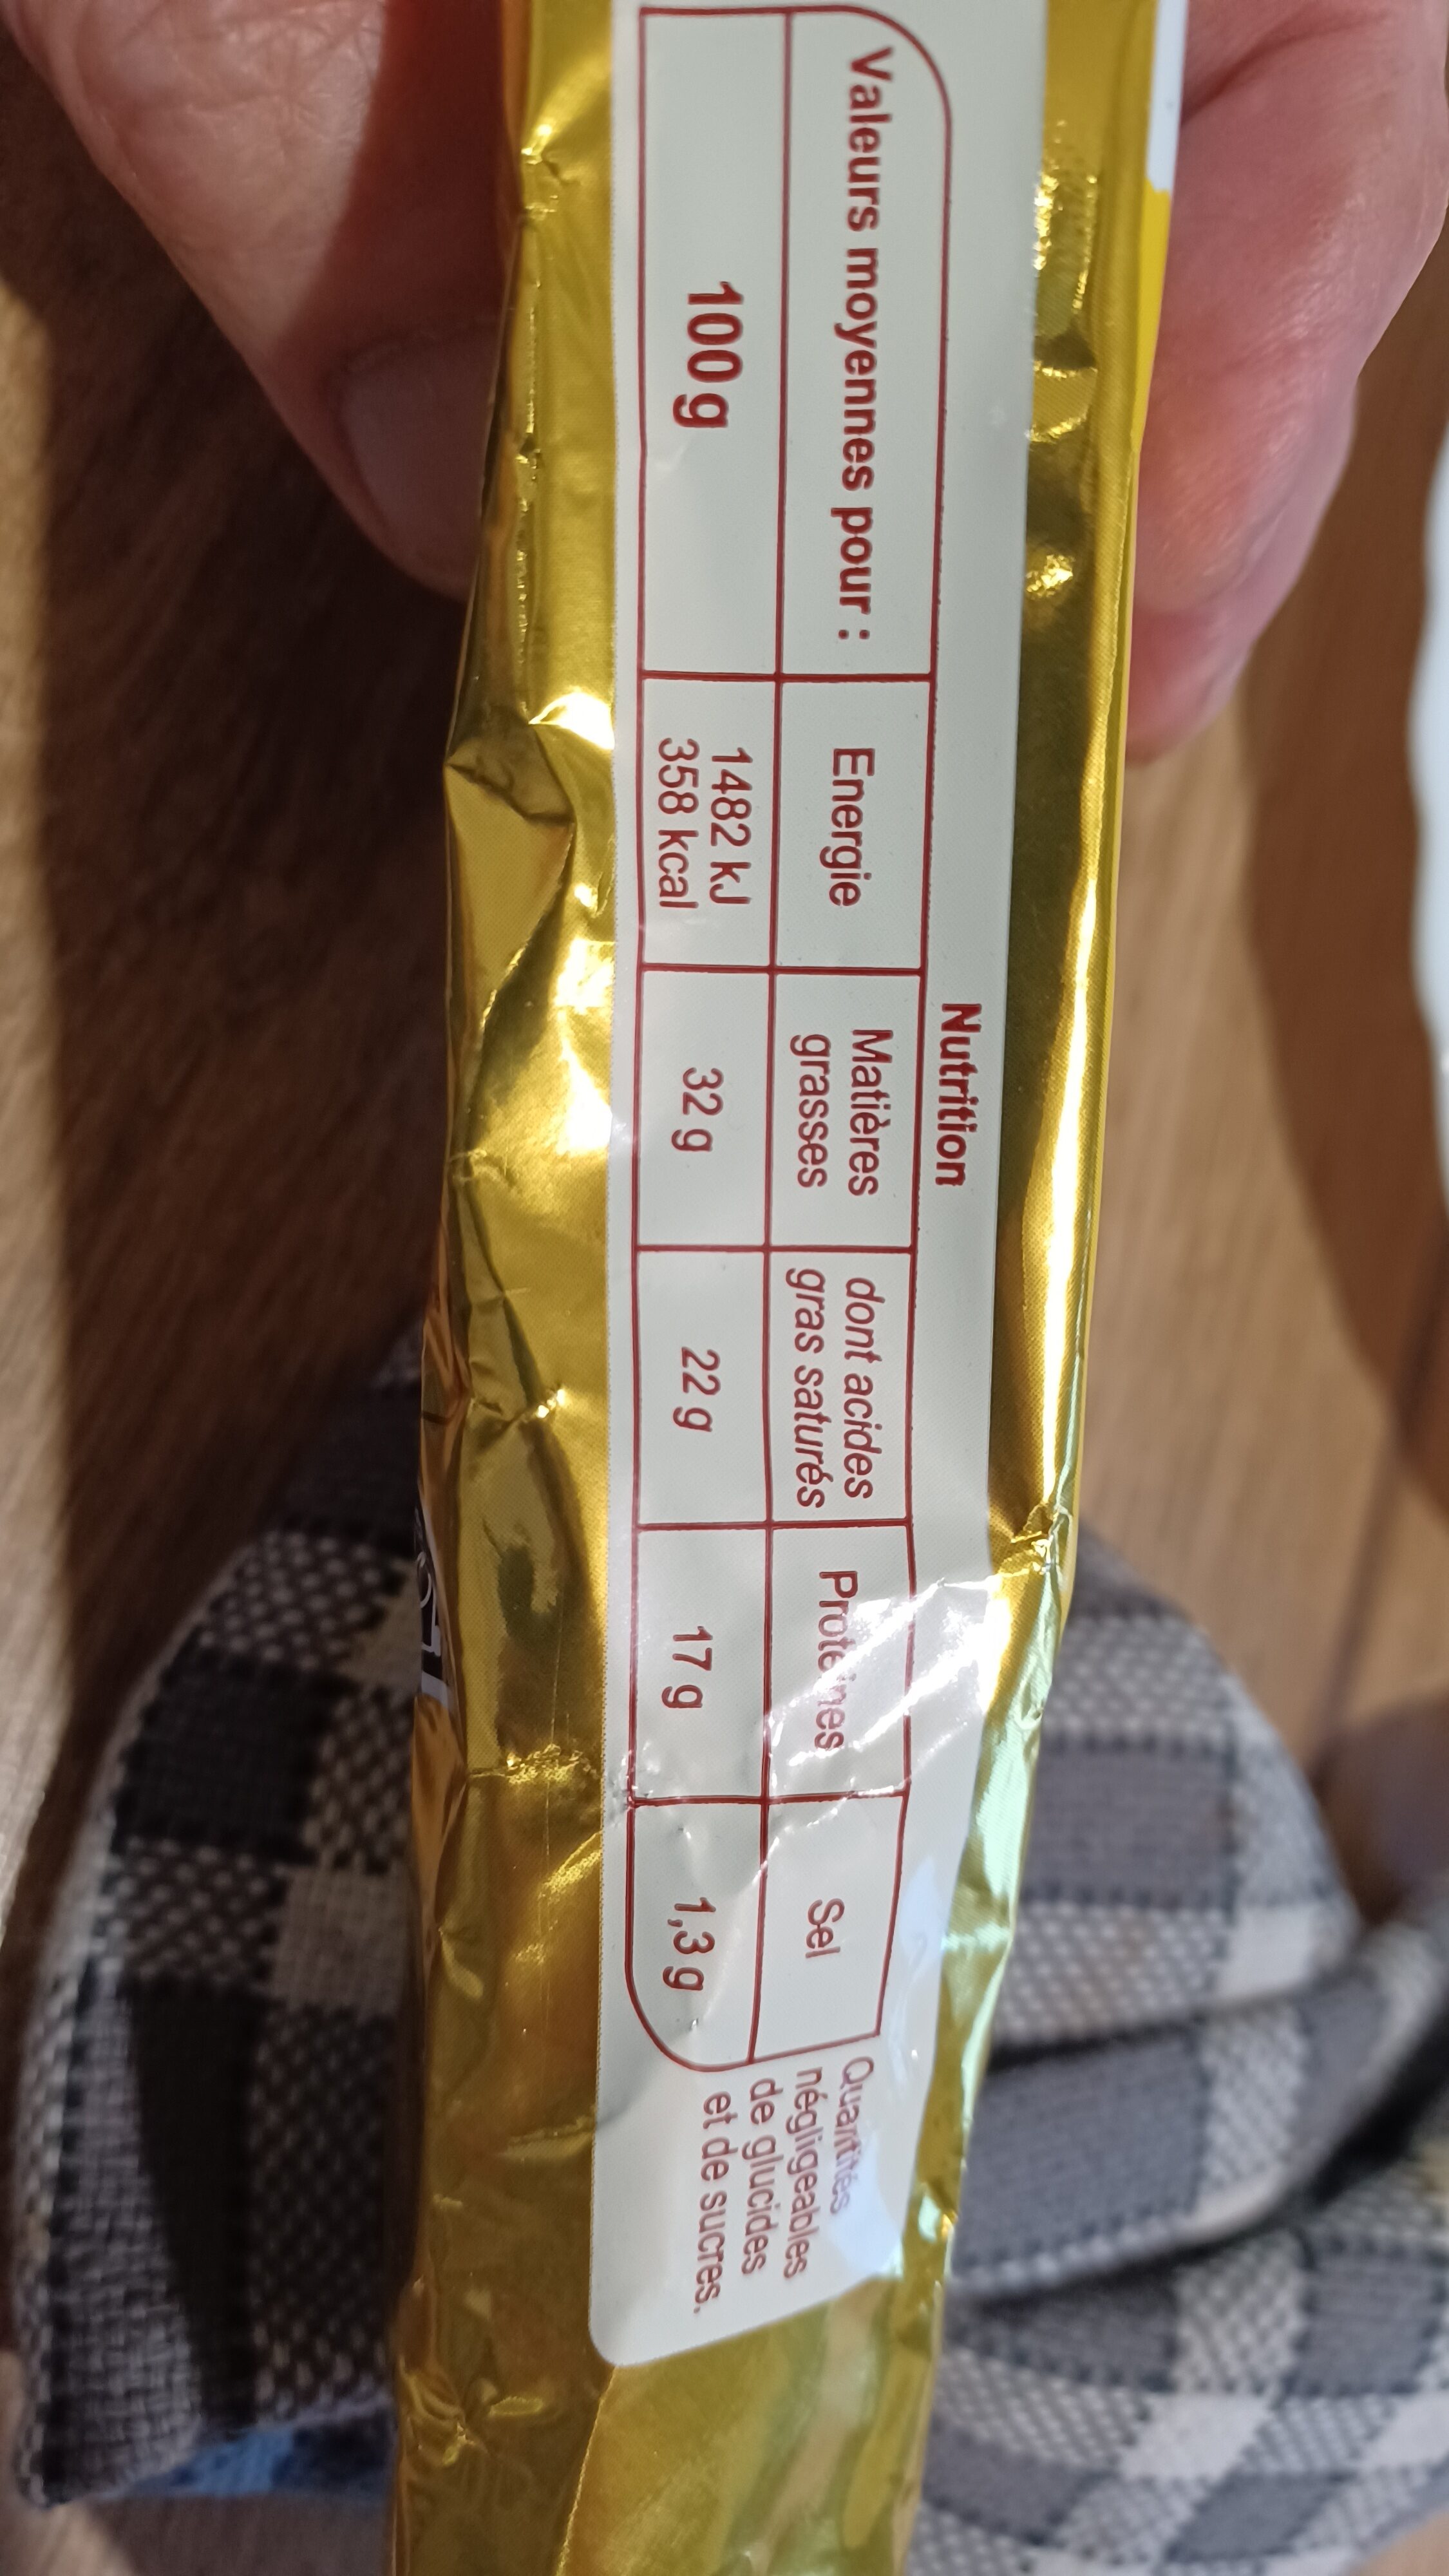 Nutrition
Valeurs moyennes pour :
Energie
Matières
grasses
dont acides
gras saturés
Protéines
Sel
100 g
1482 kJ
358 kcal
32 g
22 g
17 g
1,3 g
Quantités
négligeables
de glucides
et de sucres.